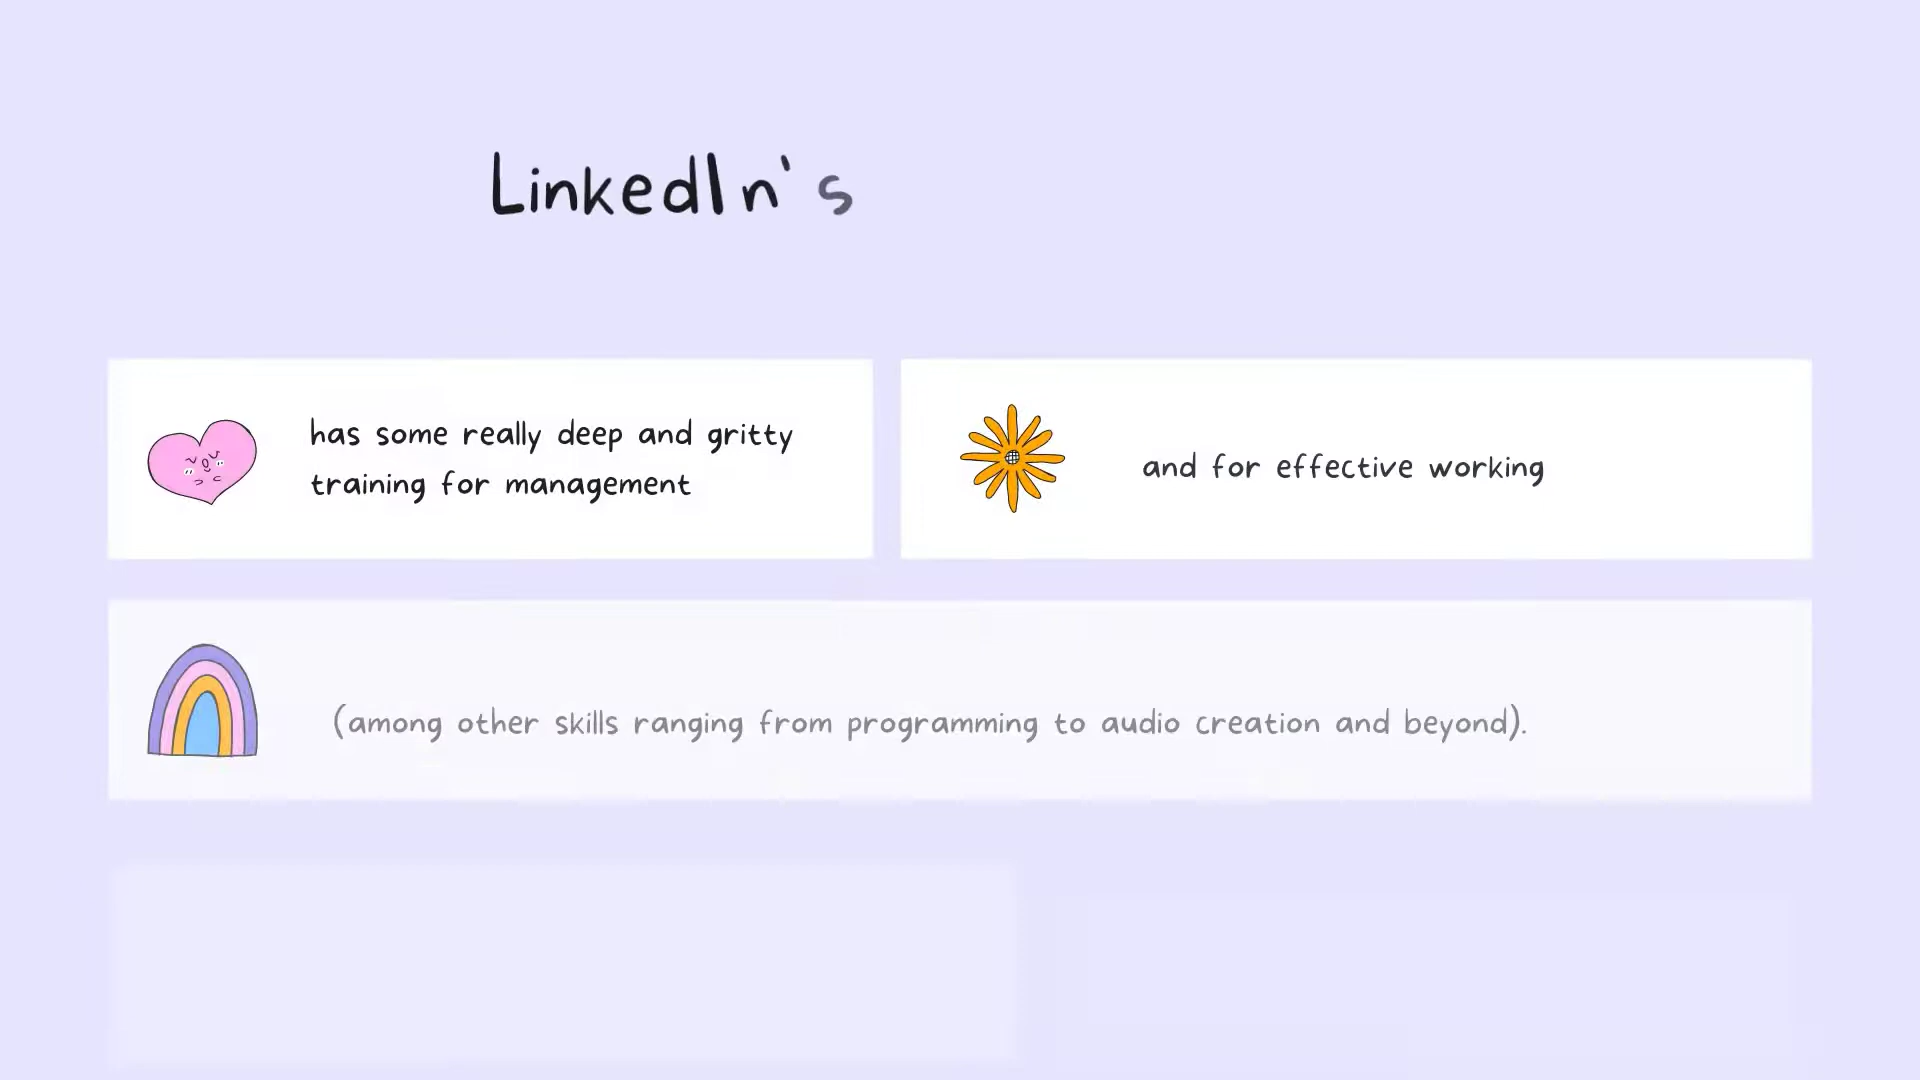 LinkedIn's
has some really deep and gritty
training for management
and for effective working
(among other skills ranging from programming to audio creation and beyond).